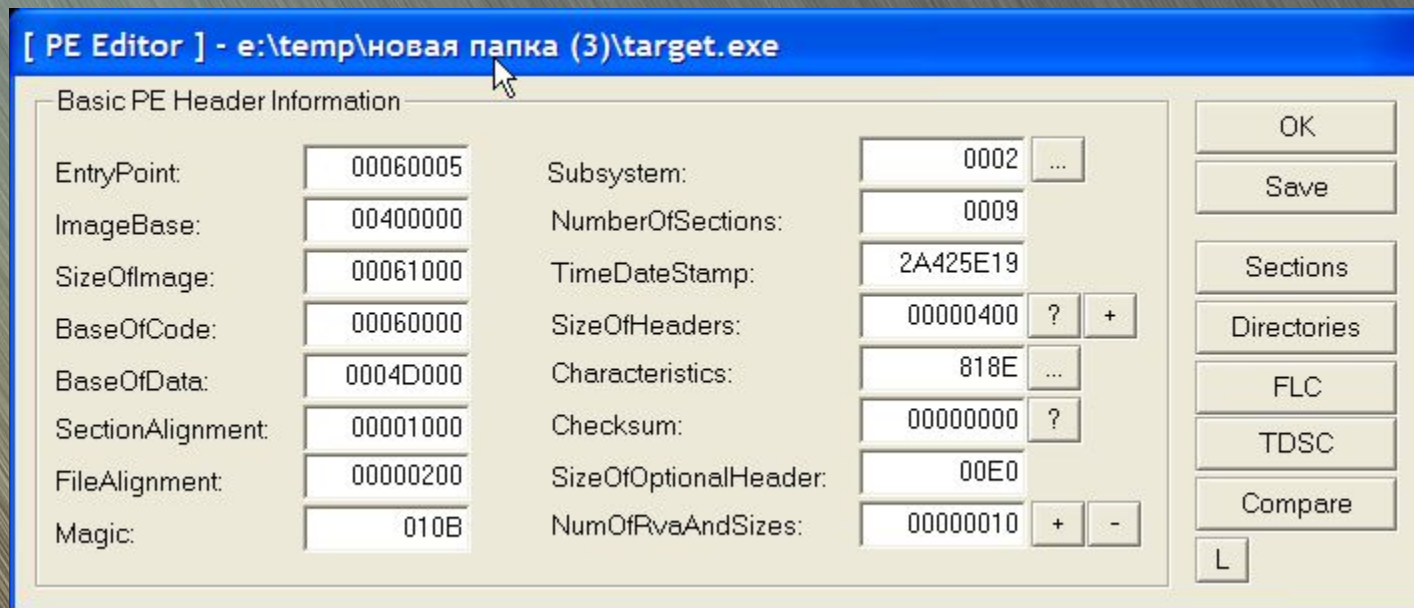 [ PE Editor ] - e:\temp\новая папка (3)\target.exe
Basic PE Header Information
EntryPoint: 00060005
ImageBase: 00400000
SizeOfImage: 00061000
BaseOfCode: 00060000
BaseOfData: 0004D000
SectionAlignment: 00001000
FileAlignment: 00000200
Magic: 010B
Subsystem: 0002 ...
NumberOfSections: 0009
TimeDateStamp: 2A425E19
SizeOfHeaders: 00000400 ? +
Characteristics: 818E ...
Checksum: 00000000 ?
SizeOfOptionalHeader: 00E0
NumOfRvaAndSizes: 00000010 + -
OK
Save
Sections
Directories
FLC
TDSC
Compare
L